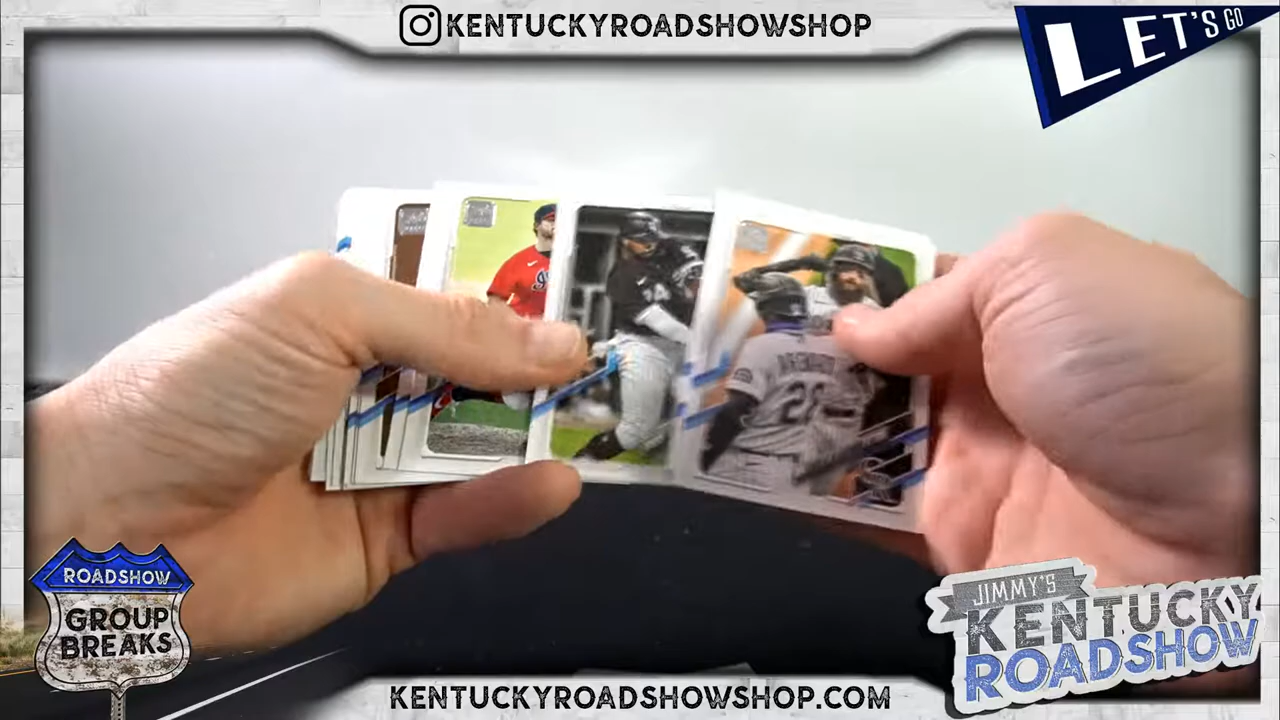 KENTUCKYROADSHOWSHOP
LET'S GO
ROADSHOW
GROUP
BREAKS
JIMMY'S
KENTUCKY
ROADSHOW
KENTUCKYROADSHOWSHOP.COM